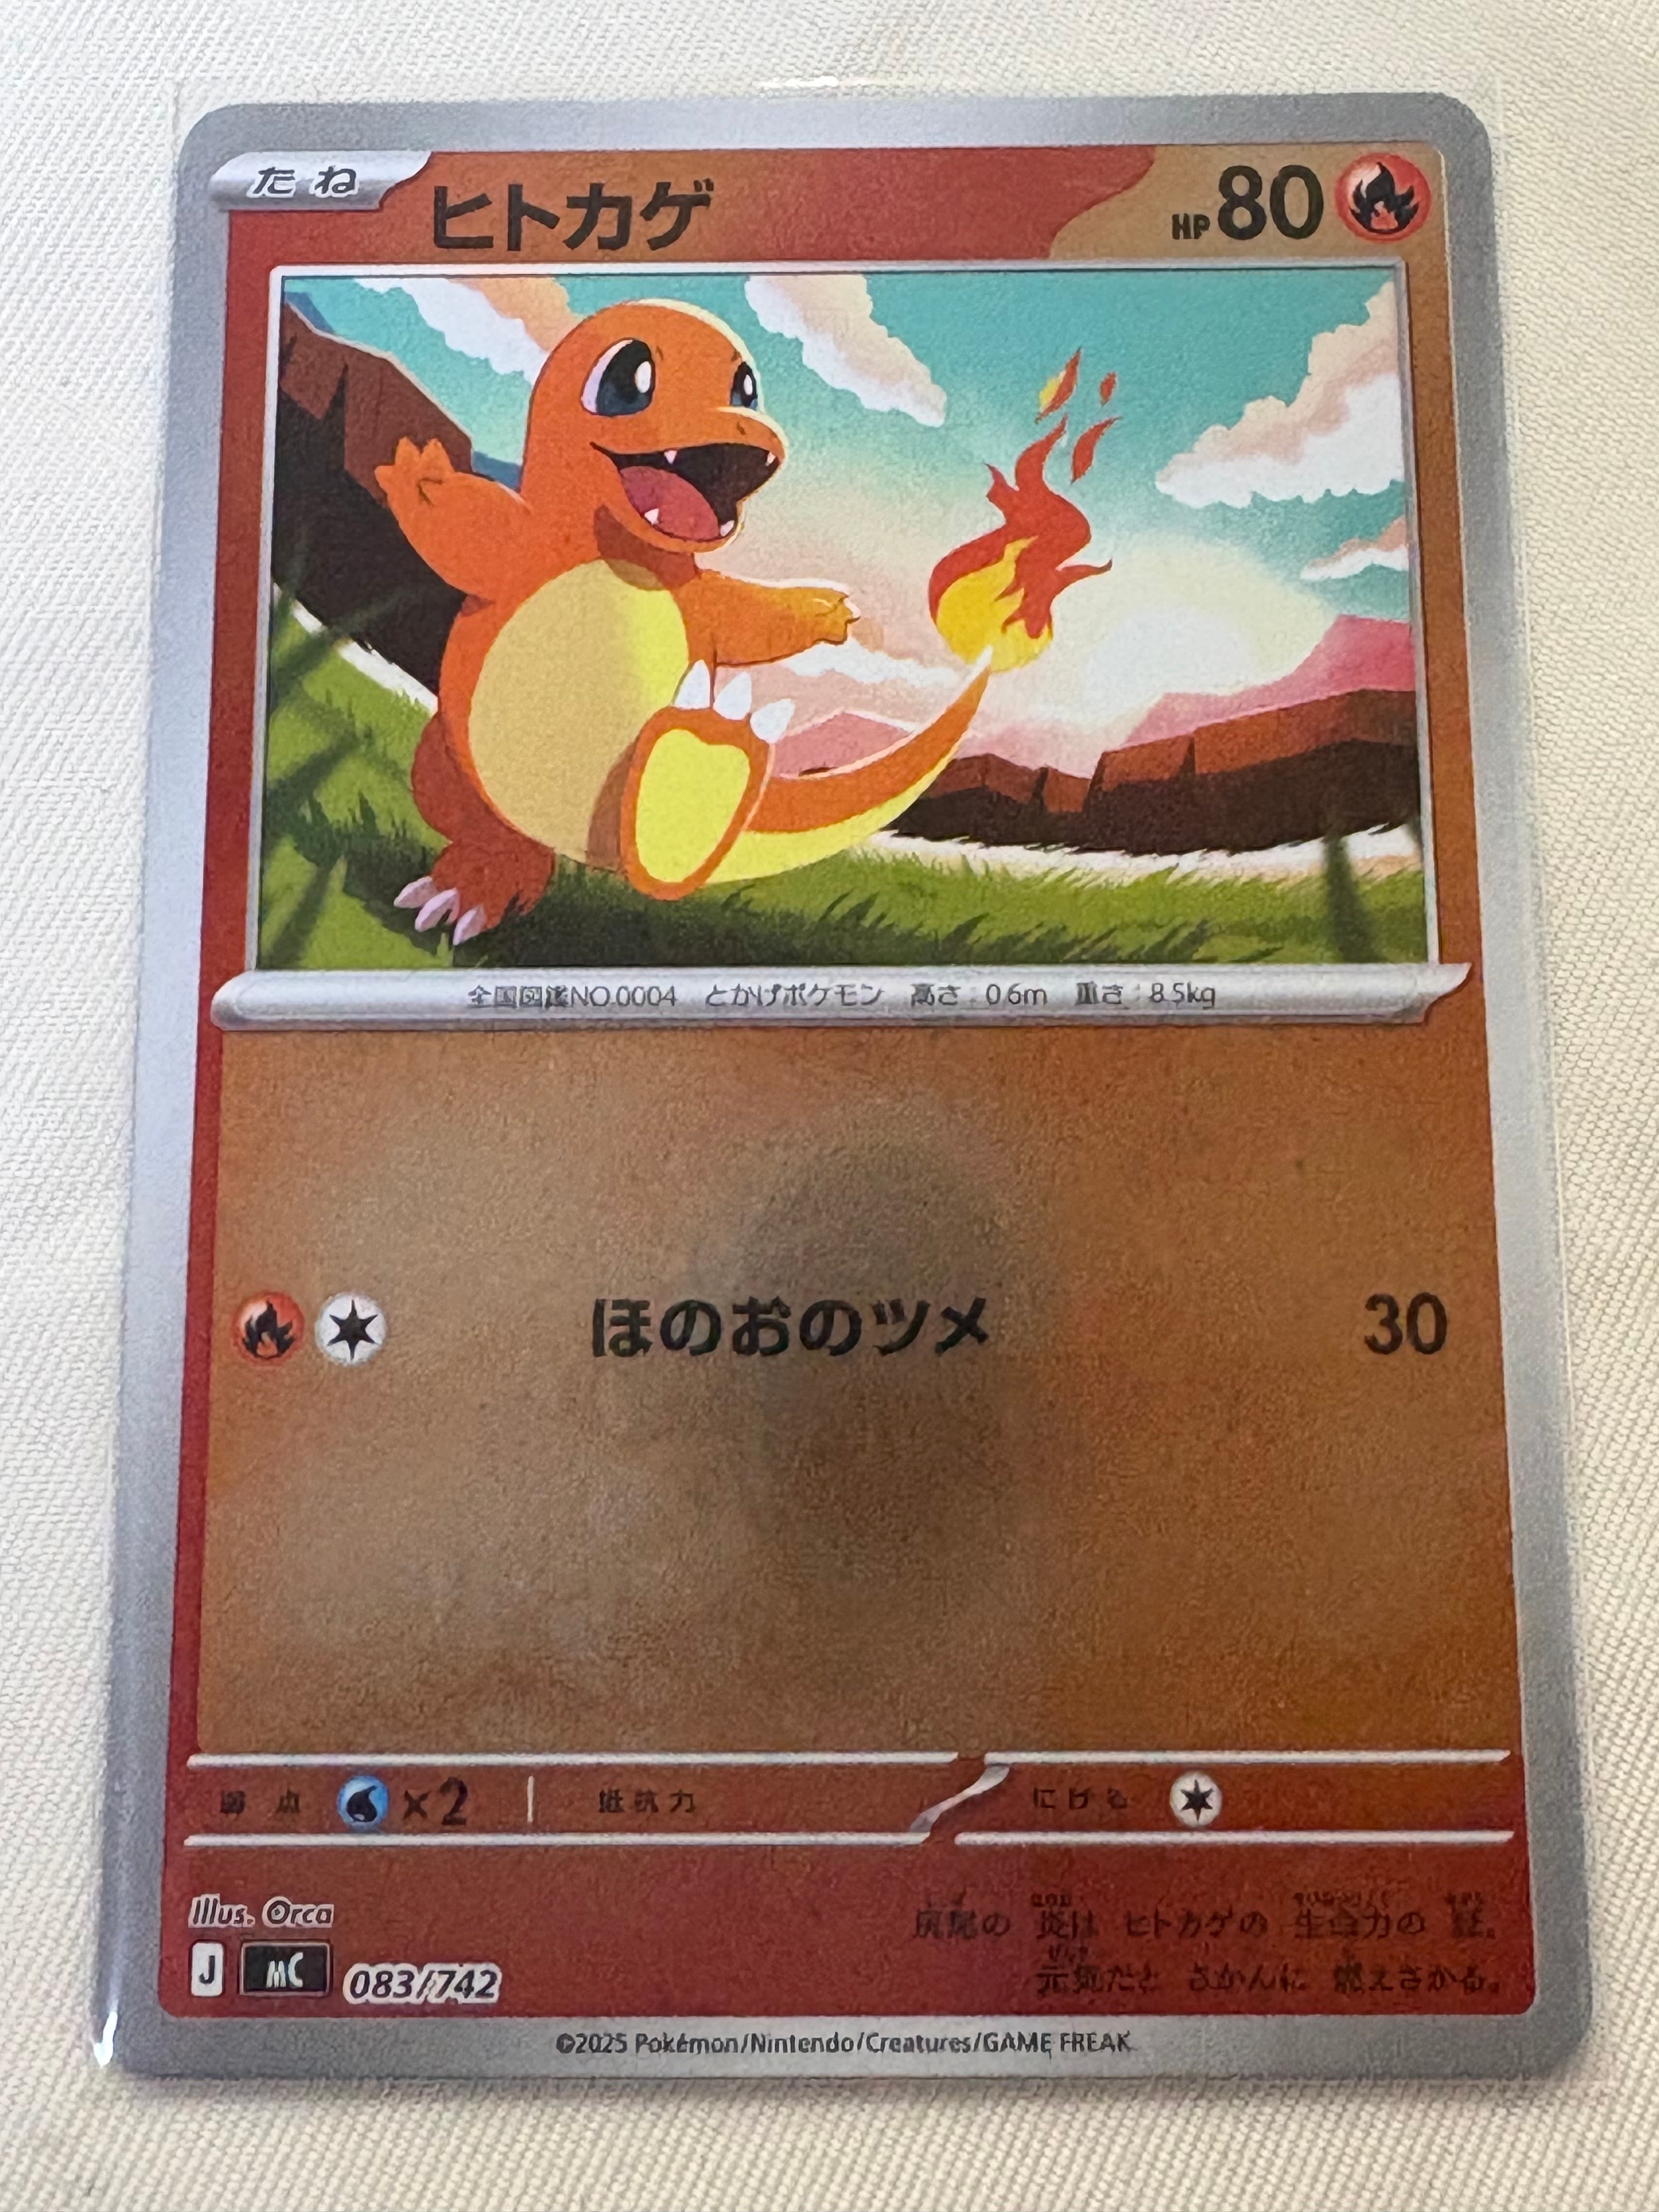 たね
ヒトカゲ
HP80
全国図鑑NO.0004 とかげポケモン 高さ:0.6m 重さ:8.5kg
ほのおのツメ 30
弱点 ×2 抵抗力 にげる
Illus. Orca
尻尾の 炎は ヒトカゲの 生命力の 証。
元気だと さかんに 燃えさかる。
J MC 083/742
©2025 Pokémon/Nintendo/Creatures/GAME FREAK